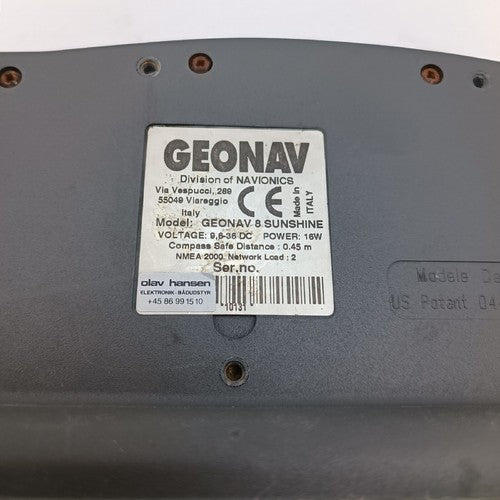 GEONAV
Division of NAVIONICS
Via Vespucci, 289
55049 Viareggio
Italy
CE
Made in
ITALY
Model: GEONAV 8 SUNSHINE
VOLTAGE: 9,6-36 DC POWER: 16W
Compass Safe Distance : 0.45 m
NMEA 2000 Network Load : 2
Ser.no.
olav hansen
ELEKTRONIK - BÅDUDSTYR
+45 86 99 15 10
10131
Modele De
US Patent 04